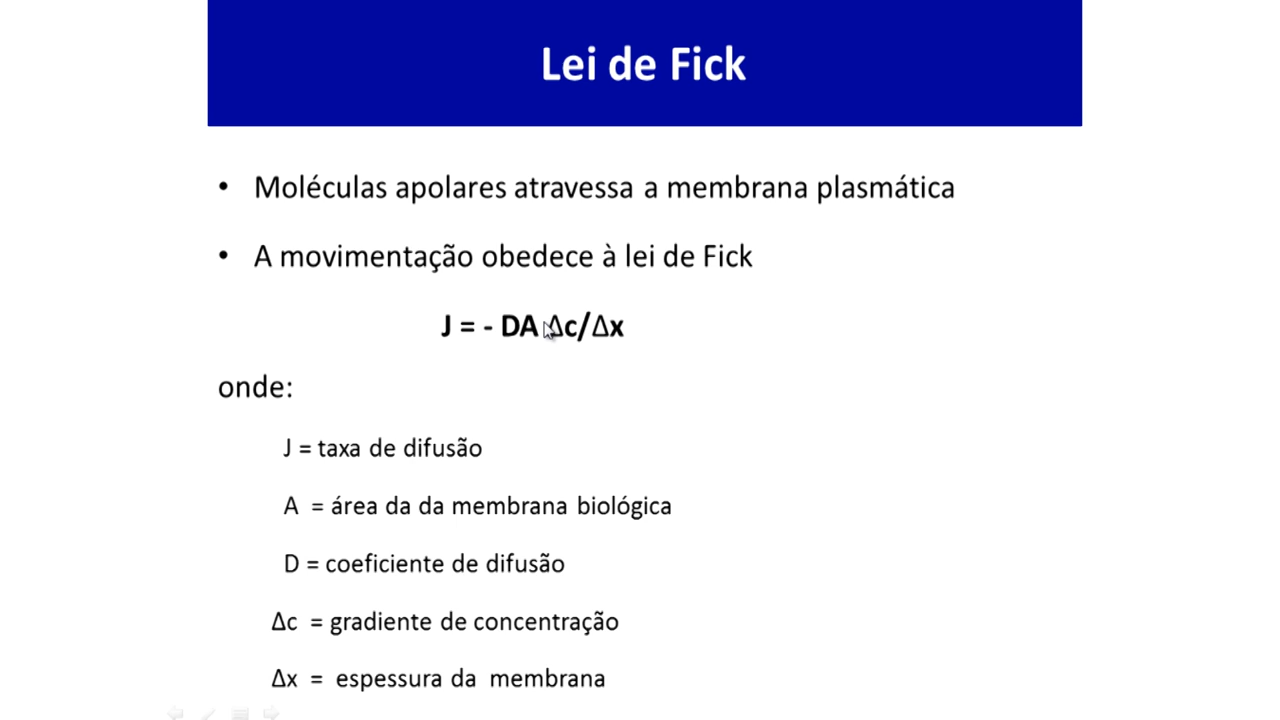 Lei de Fick
• Moléculas apolares atravessa a membrana plasmática
• A movimentação obedece à lei de Fick
J = - DA Δc/Δx
onde:
J = taxa de difusão
A = área da da membrana biológica
D = coeficiente de difusão
Δc = gradiente de concentração
Δx = espessura da membrana